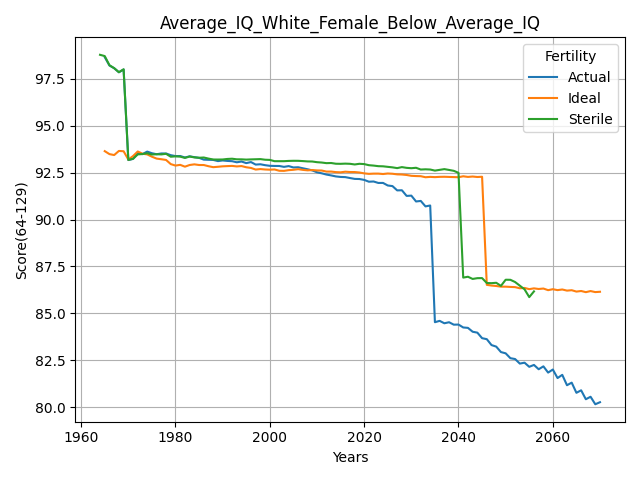 Average_IQ_White_Female_Below_Average_IQ
Fertility
Actual
Ideal
Sterile
Score(64-129)
97.5
95.0
92.5
90.0
87.5
85.0
82.5
80.0
1960 1980 2000 2020 2040 2060
Years